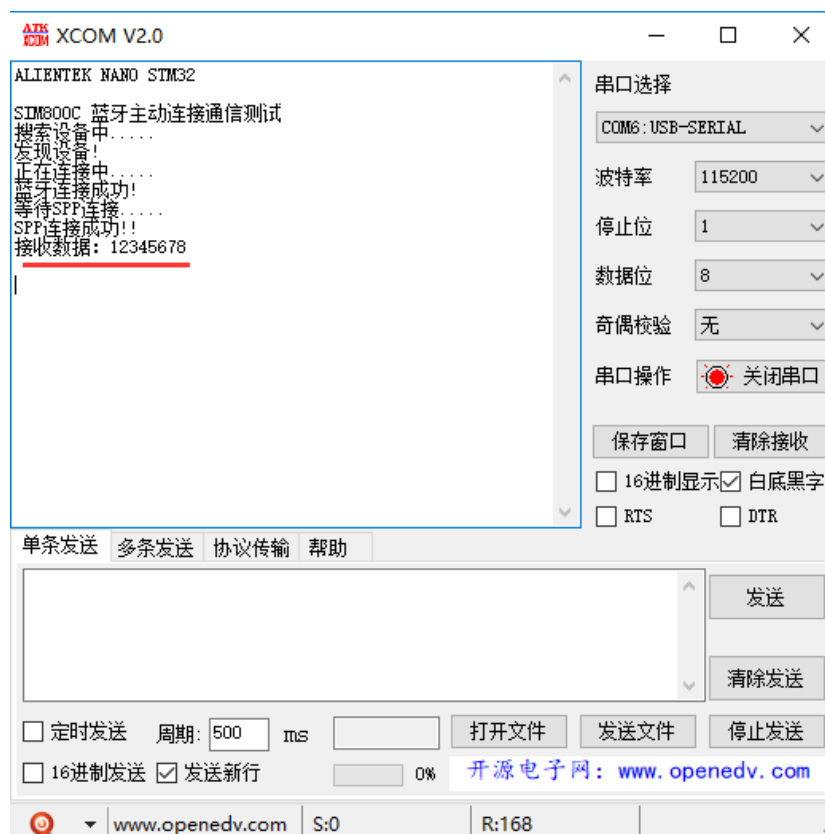 ATK XCOM XCOM V2.0
ALIENTEK NANO STM32
SIM800C 蓝牙主动连接通信测试
搜索设备中.....
发现设备!
正在连接中.....
蓝牙连接成功!
等待SPP连接.....
SPP连接成功!!
接收数据: 12345678
串口选择
COM6:USB-SERIAL
波特率 115200
停止位 1
数据位 8
奇偶校验 无
串口操作 关闭串口
保存窗口 清除接收
16进制显示 白底黑字
RTS DTR
单条发送 多条发送 协议传输 帮助
发送
清除发送
定时发送 周期: 500 ms 打开文件 发送文件 停止发送
16进制发送 发送新行 0% 开源电子网: www.openedv.com
www.openedv.com S:0 R:168